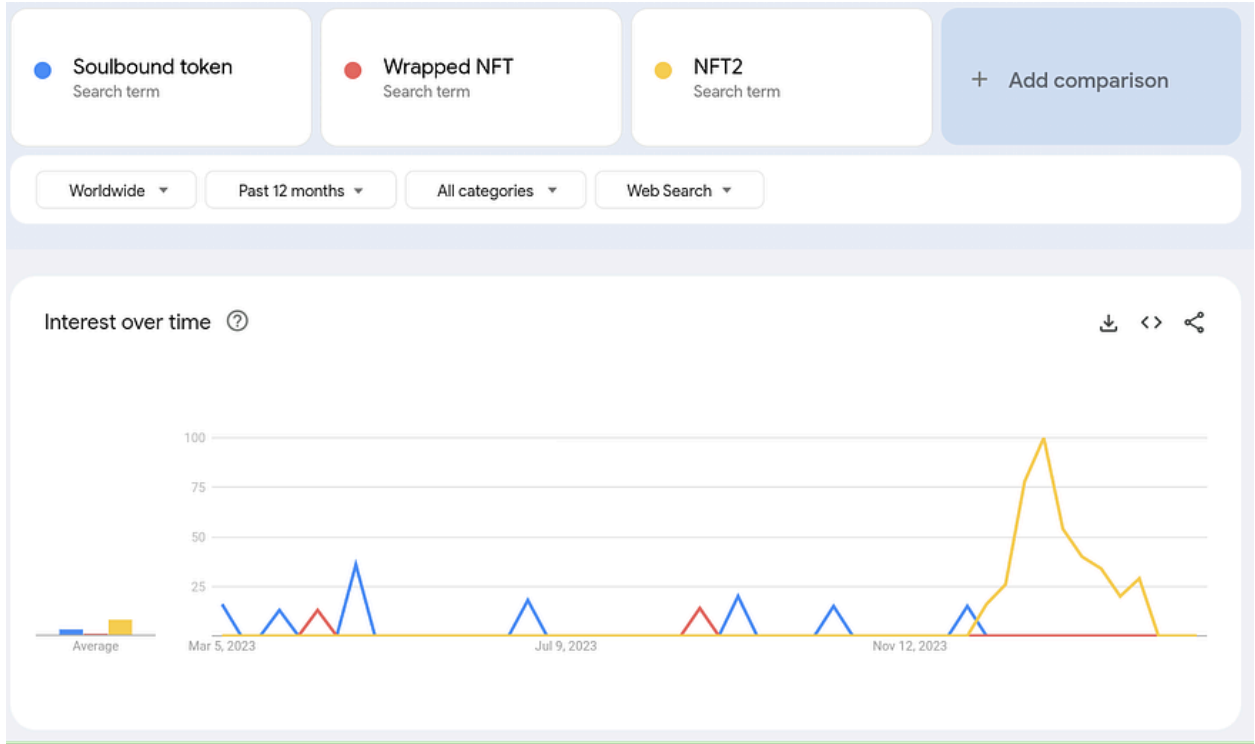 Soulbound token
Search term
Wrapped NFT
Search term
NFT2
Search term
+ Add comparison
Worldwide
Past 12 months
All categories
Web Search
Interest over time
100
75
50
25
Average
Mar 5, 2023
Jul 9, 2023
Nov 12, 2023